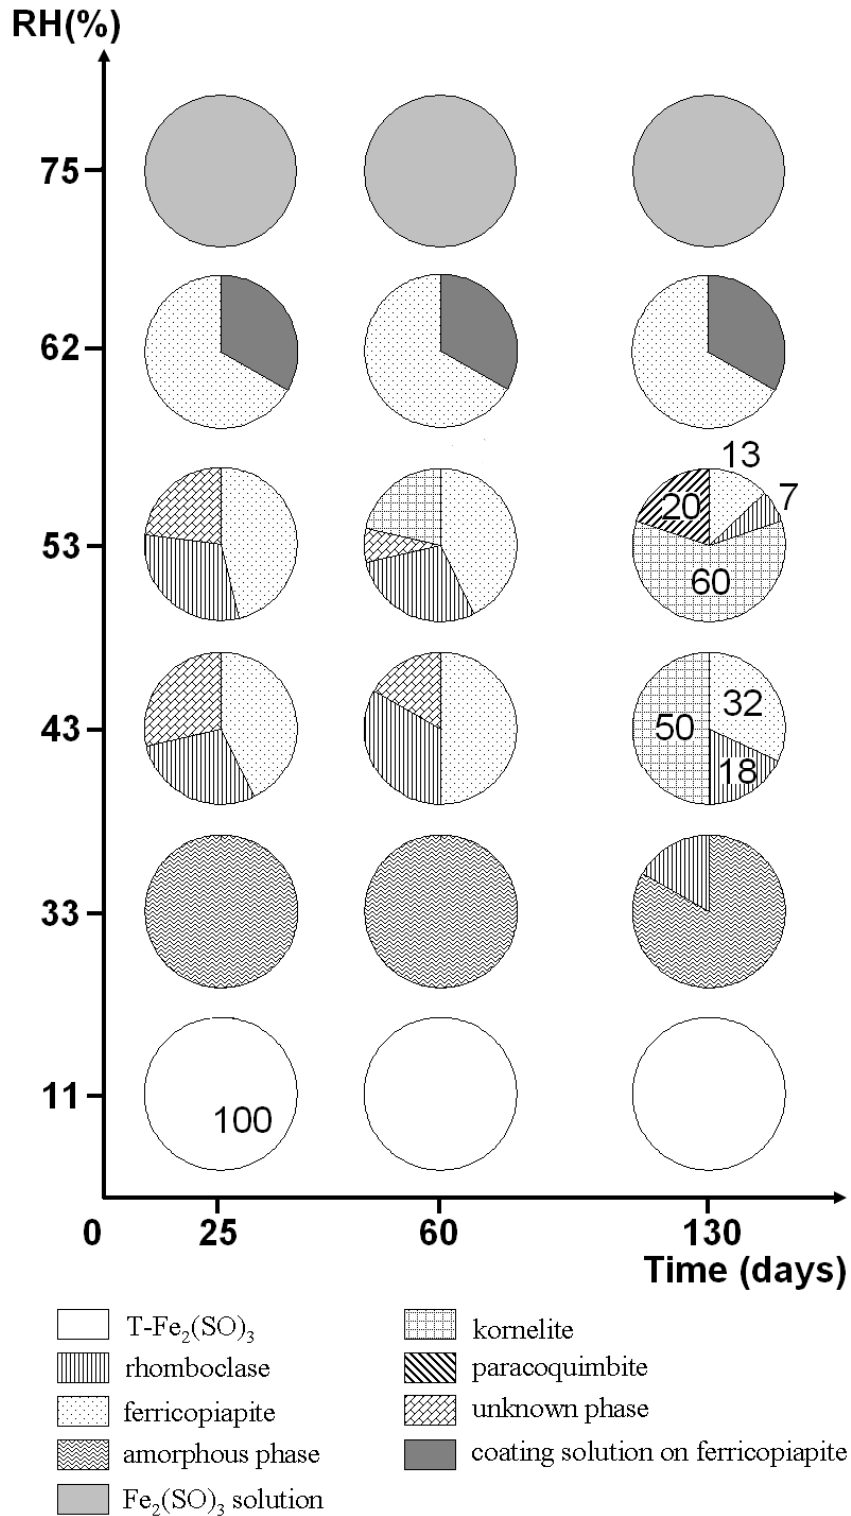 RH(%)
75
62
13
7
20
53
60
32
43
50
18
33
11
100
0 25 60 130
Time (days)
T-Fe2(SO)3 kornelite
rhomboclase paracoquimbite
ferricopiapite unknown phase
amorphous phase coating solution on ferricopiapite
Fe2(SO)3 solution